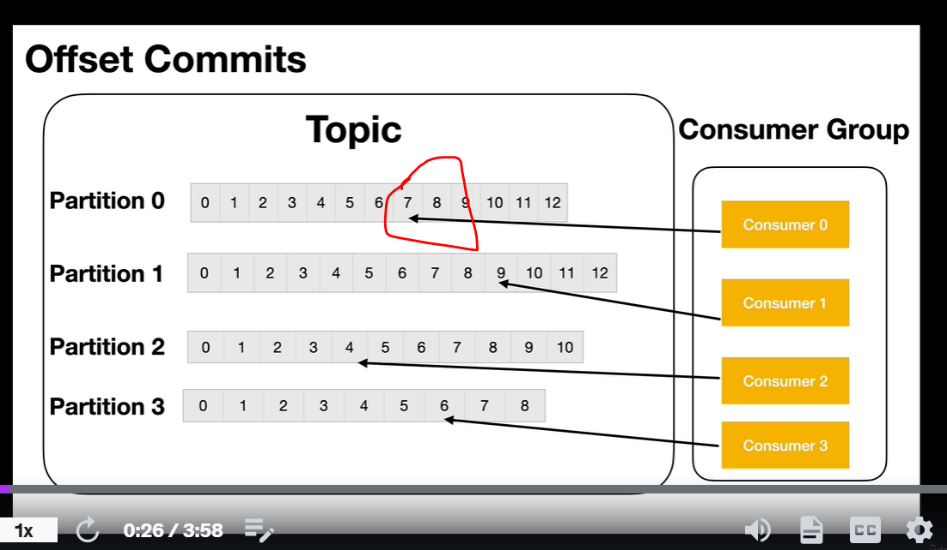 Offset Commits
Topic
Consumer Group
Partition 0 0 1 2 3 4 5 6 7 8 9 10 11 12
Consumer 0
Partition 1 0 1 2 3 4 5 6 7 8 9 10 11 12
Consumer 1
Partition 2 0 1 2 3 4 5 6 7 8 9 10
Consumer 2
Partition 3 0 1 2 3 4 5 6 7 8
Consumer 3
1x 0:26 / 3:58 CC